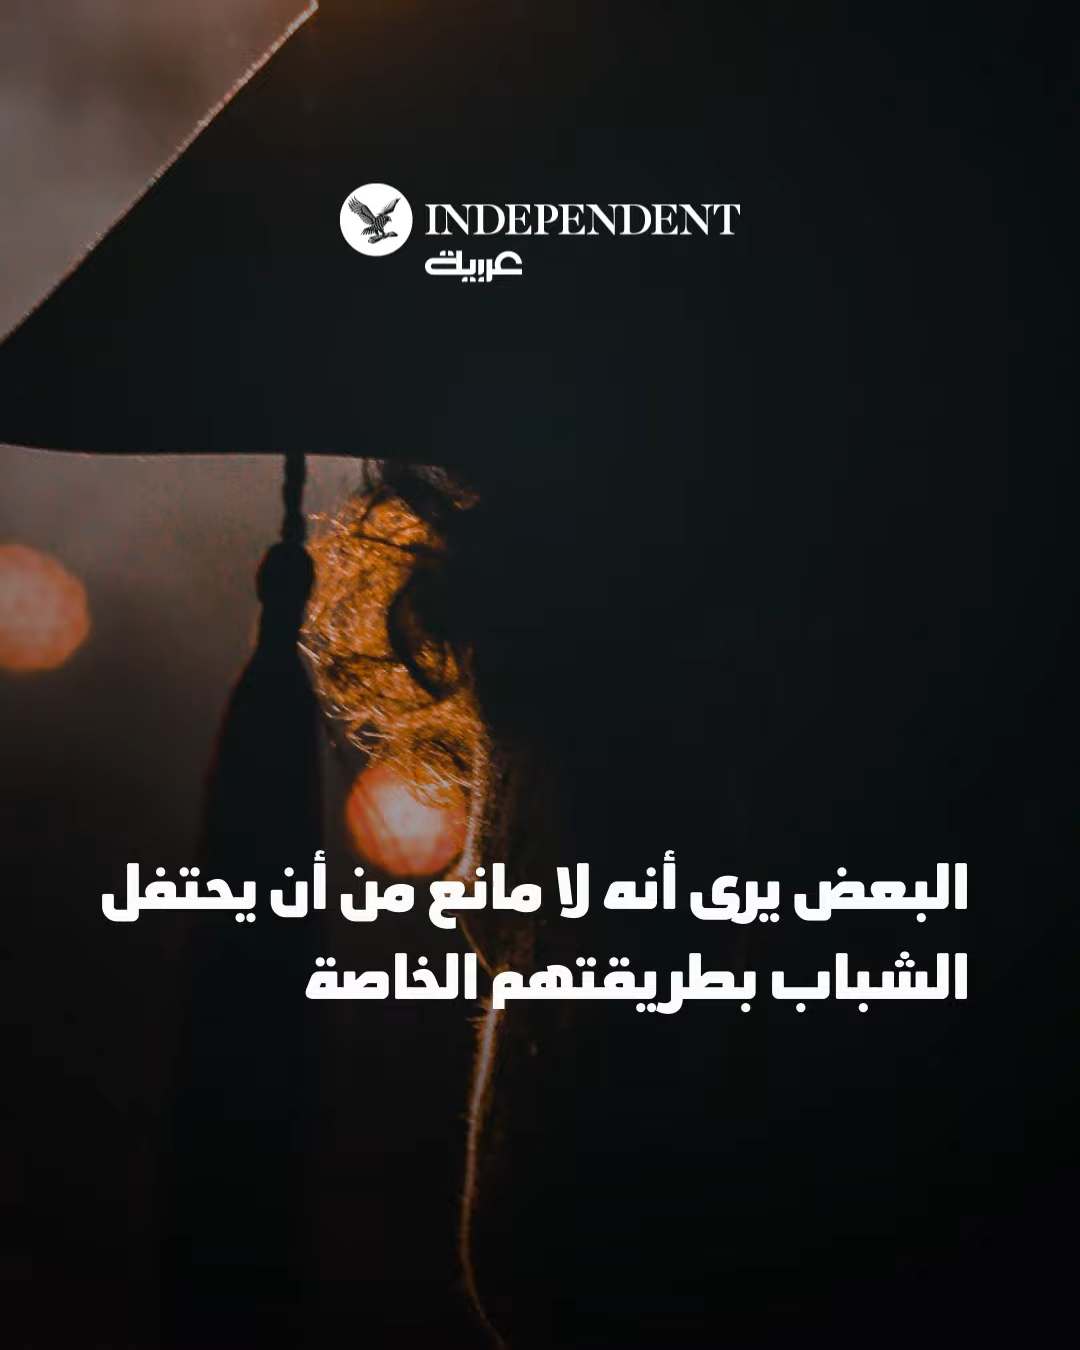 INDEPENDENT
عربية
البعض يرى أنه لا مانع من أن يحتفل
الشباب بطريقتهم الخاصة